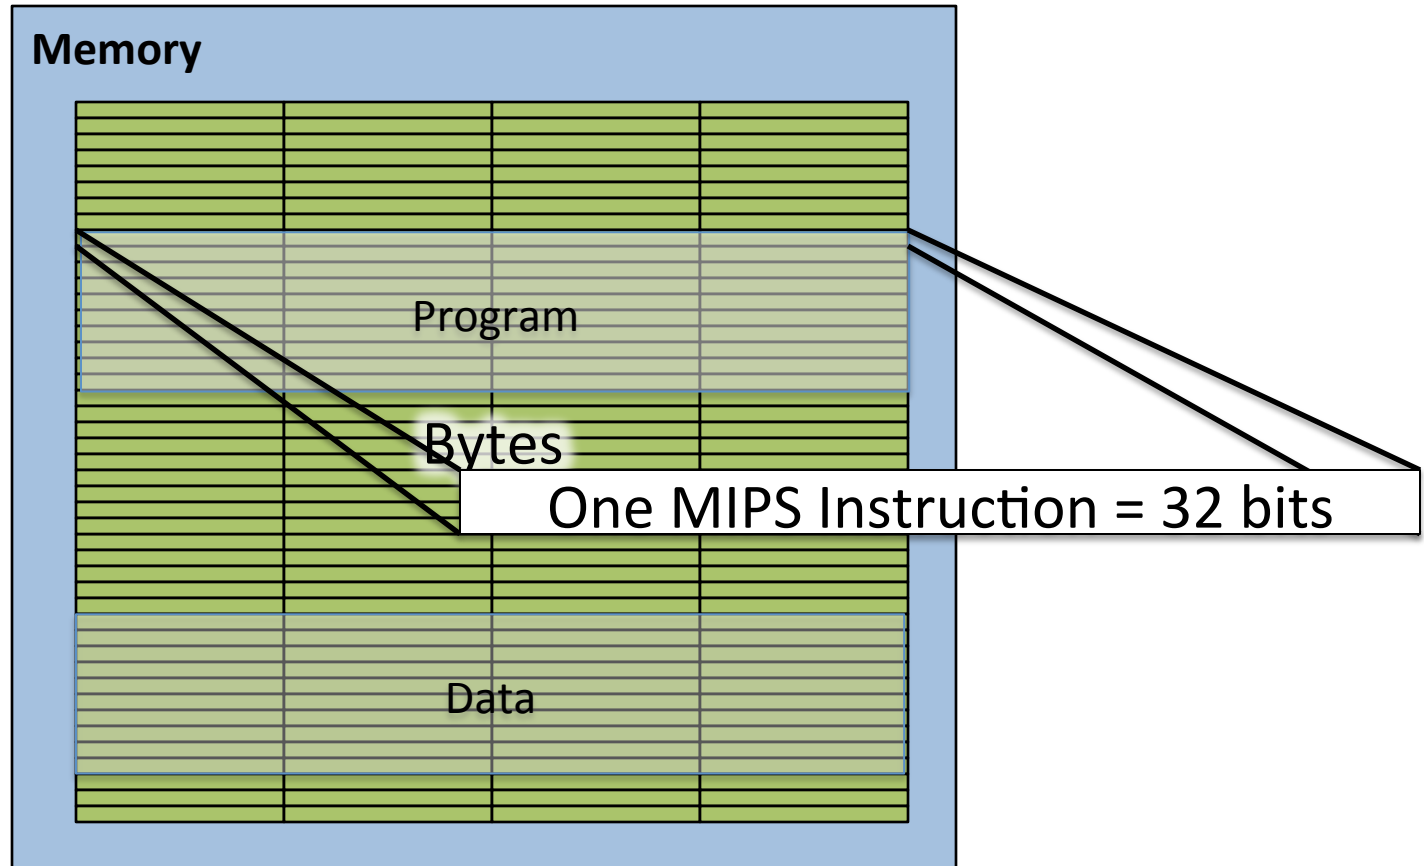 Memory
Program
Bytes
One MIPS Instruction = 32 bits
Data